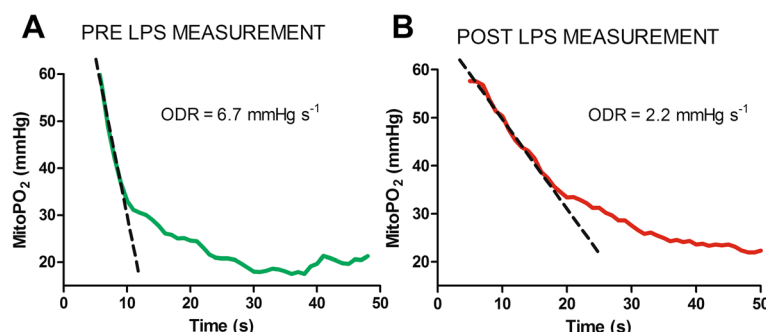 A
PRE LPS MEASUREMENT
MitoPO2 (mmHg)
60
50
40
30
20
ODR = 6.7 mmHg s-1
0
10
20
30
40
50
Time (s)
B
POST LPS MEASUREMENT
MitoPO2 (mmHg)
60
50
40
30
20
ODR = 2.2 mmHg s-1
0
10
20
30
40
50
Time (s)